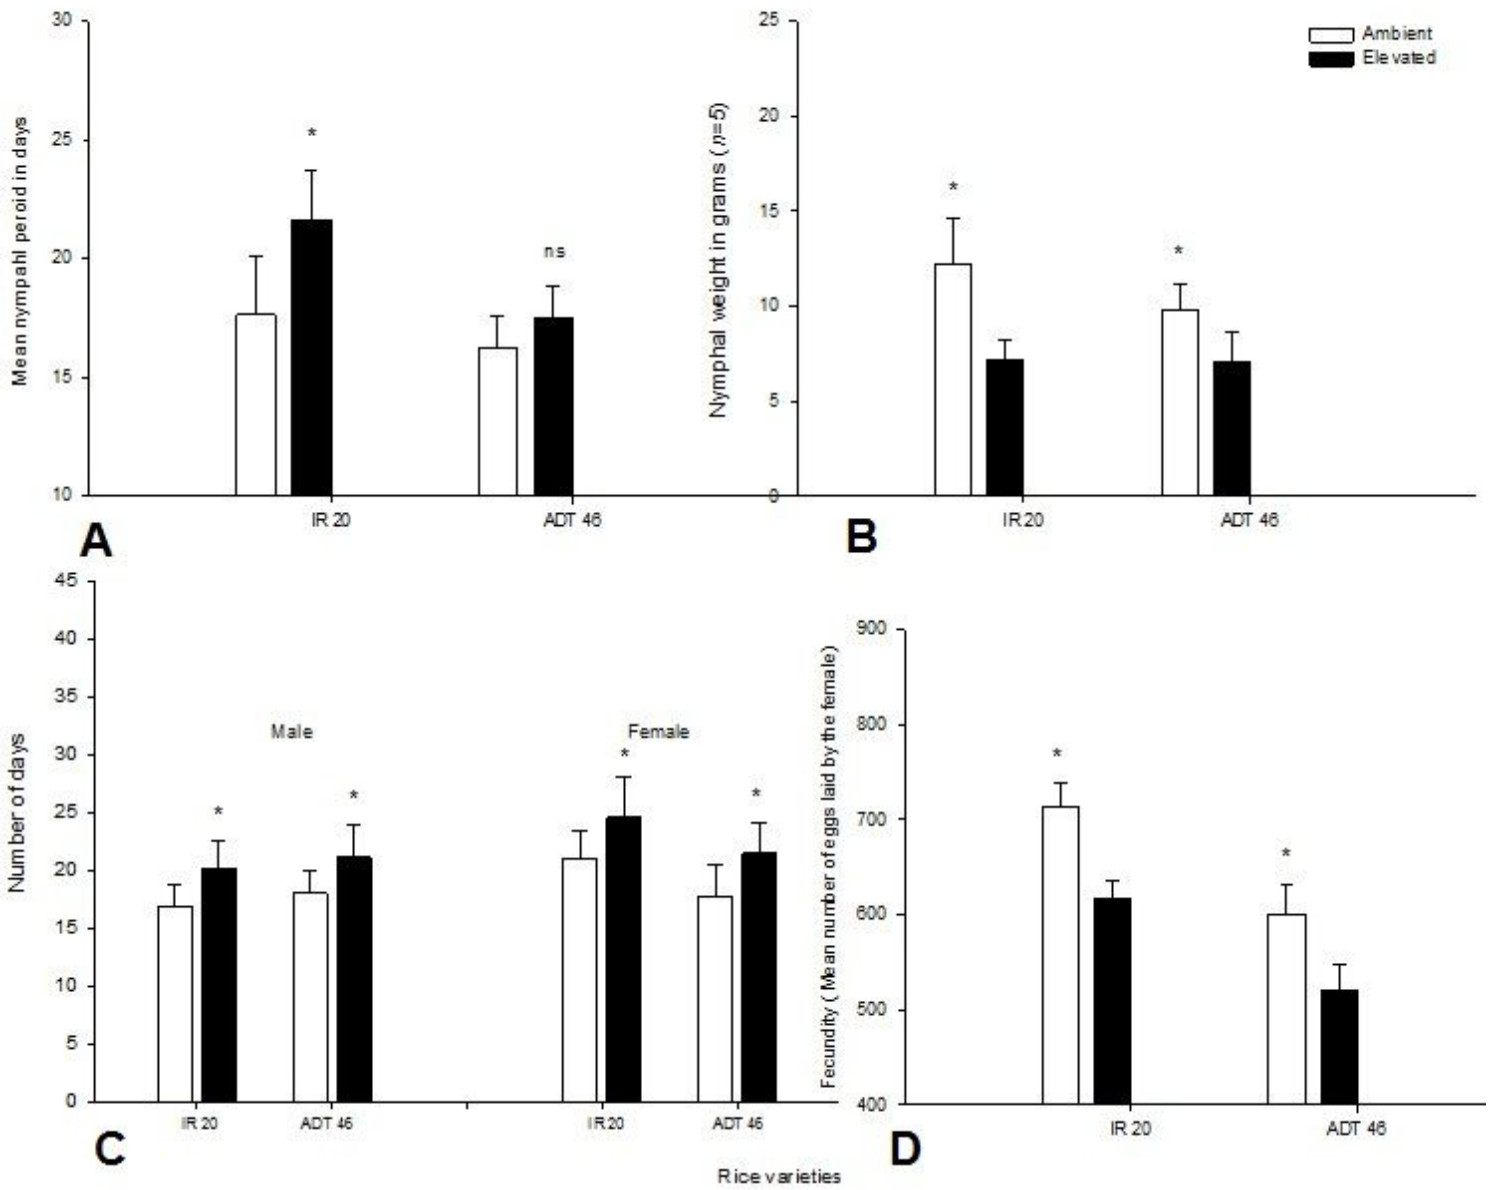 30
25
20
15
10
Mean nympahl peroid in days
*
ns
IR 20
ADT 46
A
25
20
15
10
5
0
Nymphal weight in grams (n=5)
Ambient
Elevated
*
*
IR 20
ADT 46
B
45
40
35
30
25
20
15
10
5
0
Number of days
Male
Female
*
*
*
*
IR 20
ADT 46
IR 20
ADT 46
C
900
800
700
600
500
400
Fecundity ( Mean number of eggs laid by the female)
*
*
IR 20
ADT 46
D
Rice varieties